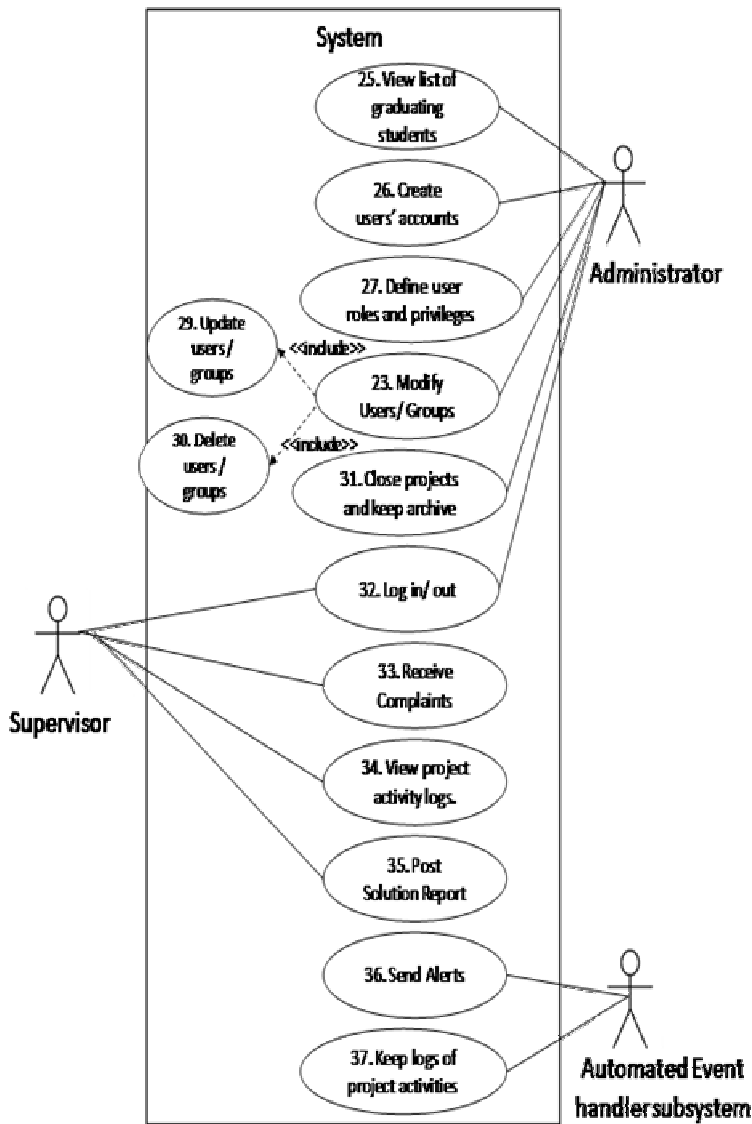 System
25. View list of
graduating
students
26. Create
users' accounts
Administrator
27. Define user
roles and privileges
29. Update
users /
groups
<<include>>
23. Modify
Users/ Groups
30. Delete
users /
groups
<<include>>
31. Close projects
and keep archive
32. Log in/ out
Supervisor
33. Receive
Complaints
34. View project
activity logs.
35. Post
Solution Report
36. Send Alerts
37. Keep logs of
project activities
Automated Event
handler subsystem